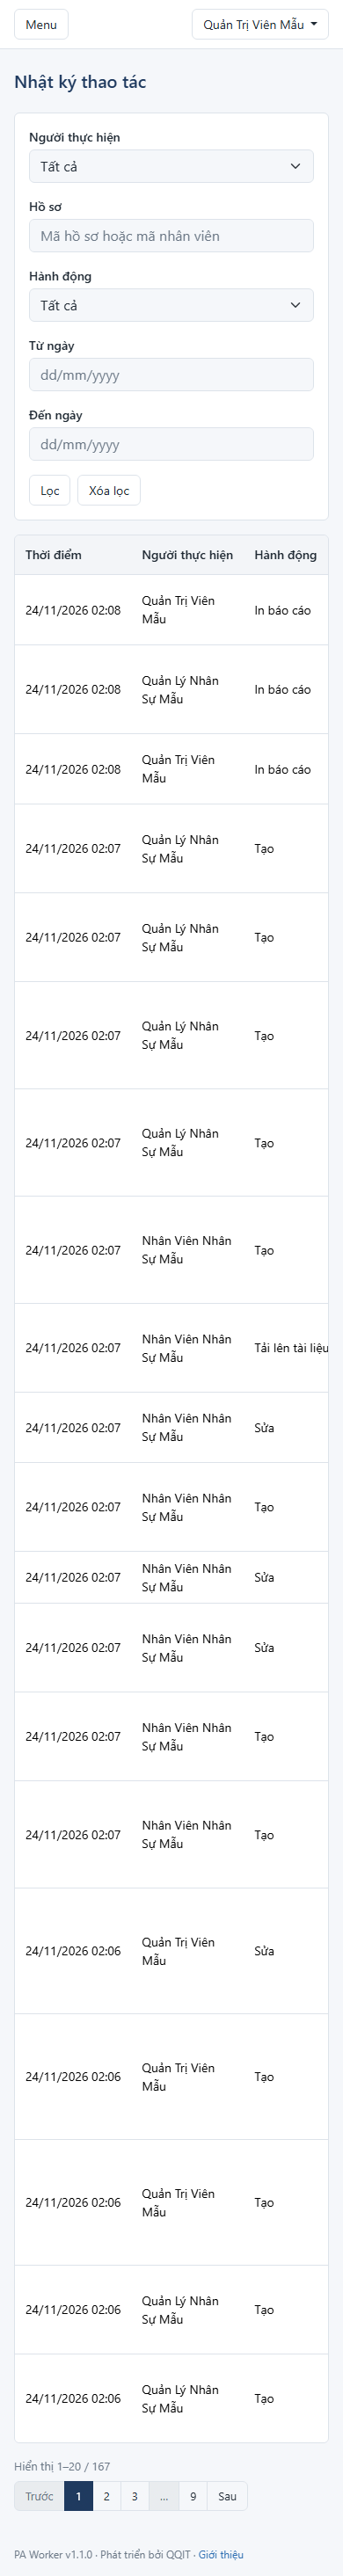 Menu
Quản Trị Viên Mẫu
Nhật ký thao tác
Người thực hiện
Tất cả
Hồ sơ
Mã hồ sơ hoặc mã nhân viên
Hành động
Tất cả
Từ ngày
dd/mm/yyyy
Đến ngày
dd/mm/yyyy
Lọc Xóa lọc
Thời điểm Người thực hiện Hành động
24/11/2026 02:08 Quản Trị Viên Mẫu In báo cáo
24/11/2026 02:08 Quản Lý Nhân Sự Mẫu In báo cáo
24/11/2026 02:08 Quản Trị Viên Mẫu In báo cáo
24/11/2026 02:07 Quản Lý Nhân Sự Mẫu Tạo
24/11/2026 02:07 Quản Lý Nhân Sự Mẫu Tạo
24/11/2026 02:07 Quản Lý Nhân Sự Mẫu Tạo
24/11/2026 02:07 Quản Lý Nhân Sự Mẫu Tạo
24/11/2026 02:07 Nhân Viên Nhân Sự Mẫu Tạo
24/11/2026 02:07 Nhân Viên Nhân Sự Mẫu Tải lên tài liệu
24/11/2026 02:07 Nhân Viên Nhân Sự Mẫu Sửa
24/11/2026 02:07 Nhân Viên Nhân Sự Mẫu Tạo
24/11/2026 02:07 Nhân Viên Nhân Sự Mẫu Sửa
24/11/2026 02:07 Nhân Viên Nhân Sự Mẫu Sửa
24/11/2026 02:07 Nhân Viên Nhân Sự Mẫu Tạo
24/11/2026 02:07 Nhân Viên Nhân Sự Mẫu Tạo
24/11/2026 02:06 Quản Trị Viên Mẫu Sửa
24/11/2026 02:06 Quản Trị Viên Mẫu Tạo
24/11/2026 02:06 Quản Trị Viên Mẫu Tạo
24/11/2026 02:06 Quản Lý Nhân Sự Mẫu Tạo
24/11/2026 02:06 Quản Lý Nhân Sự Mẫu Tạo
Hiển thị 1–20 / 167
Trước 1 2 3 ... 9 Sau
PA Worker v1.1.0 · Phát triển bởi QQIT · Giới thiệu